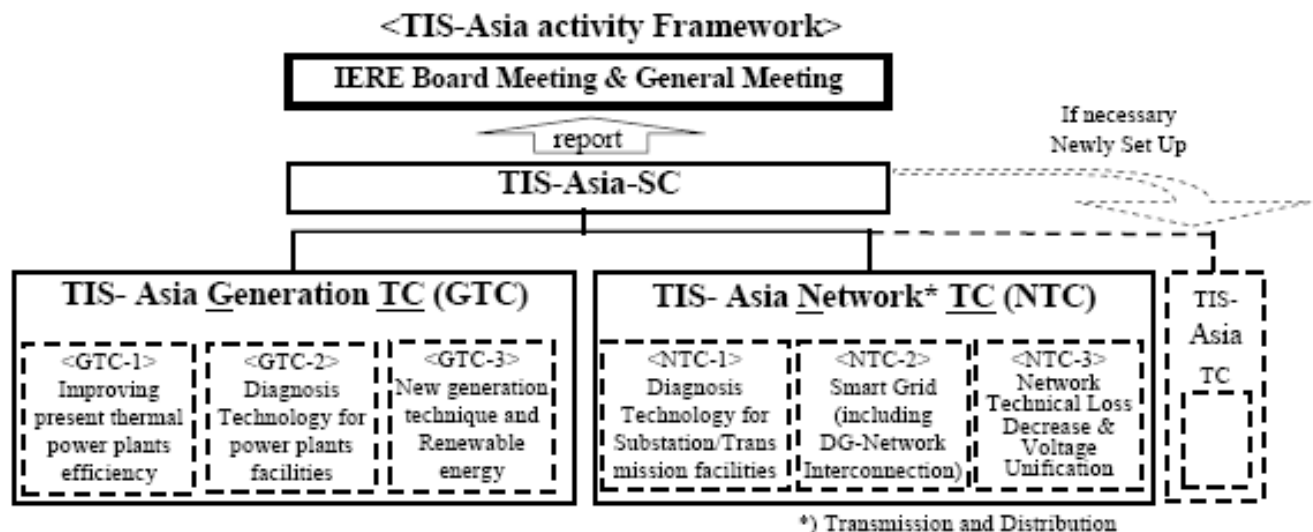 <TIS-Asia activity Framework>
IERE Board Meeting & General Meeting
report
If necessary
Newly Set Up
TIS-Asia-SC
TIS- Asia Generation TC (GTC)
<GTC-1>
Improving
present thermal
power plants
efficiency
<GTC-2>
Diagnosis
Technology for
power plants
facilities
<GTC-3>
New generation
technique and
Renewable
energy
TIS- Asia Network* TC (NTC)
<NTC-1>
Diagnosis
Technology for
Substation/Trans
mission facilities
<NTC-2>
Smart Grid
(including
DG-Network
Interconnection)
<NTC-3>
Network
Technical Loss
Decrease &
Voltage
Unification
TIS-
Asia
TC
*) Transmission and Distribution